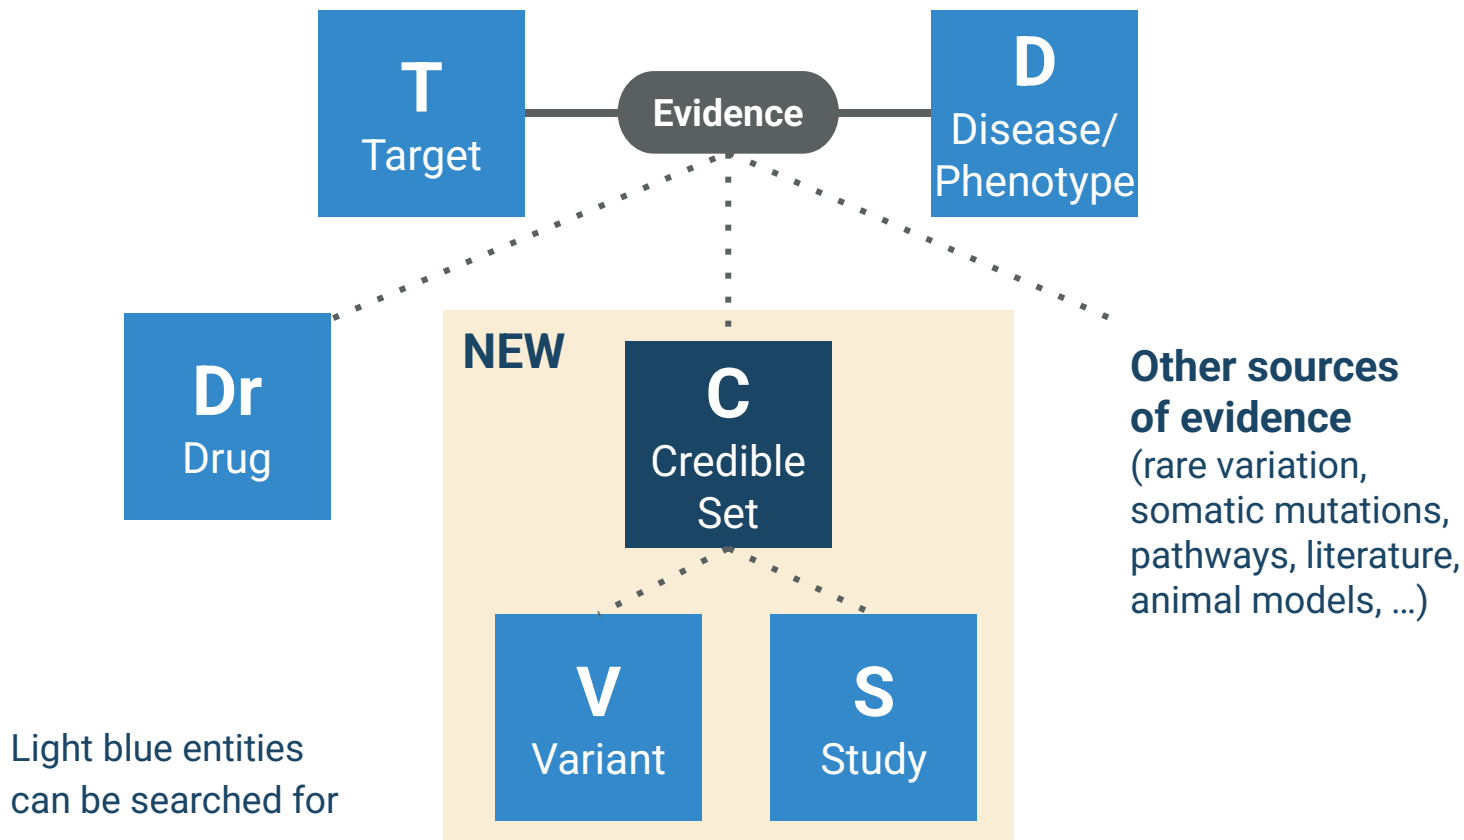 T
Target
Evidence
D
Disease/
Phenotype
Dr
Drug
NEW
C
Credible
Set
Other sources
of evidence
(rare variation,
somatic mutations,
pathways, literature,
animal models, ...)
V
Variant
S
Study
Light blue entities
can be searched for